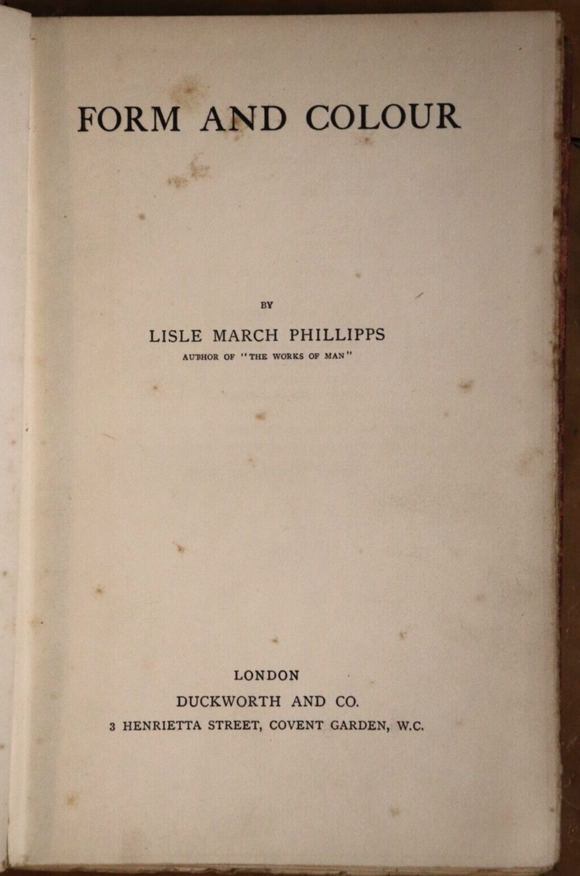 FORM AND COLOUR
BY
LISLE MARCH PHILLIPPS
AUTHOR OF "THE WORKS OF MAN"
LONDON
DUCKWORTH AND CO.
3 HENRIETTA STREET, COVENT GARDEN, W.C.